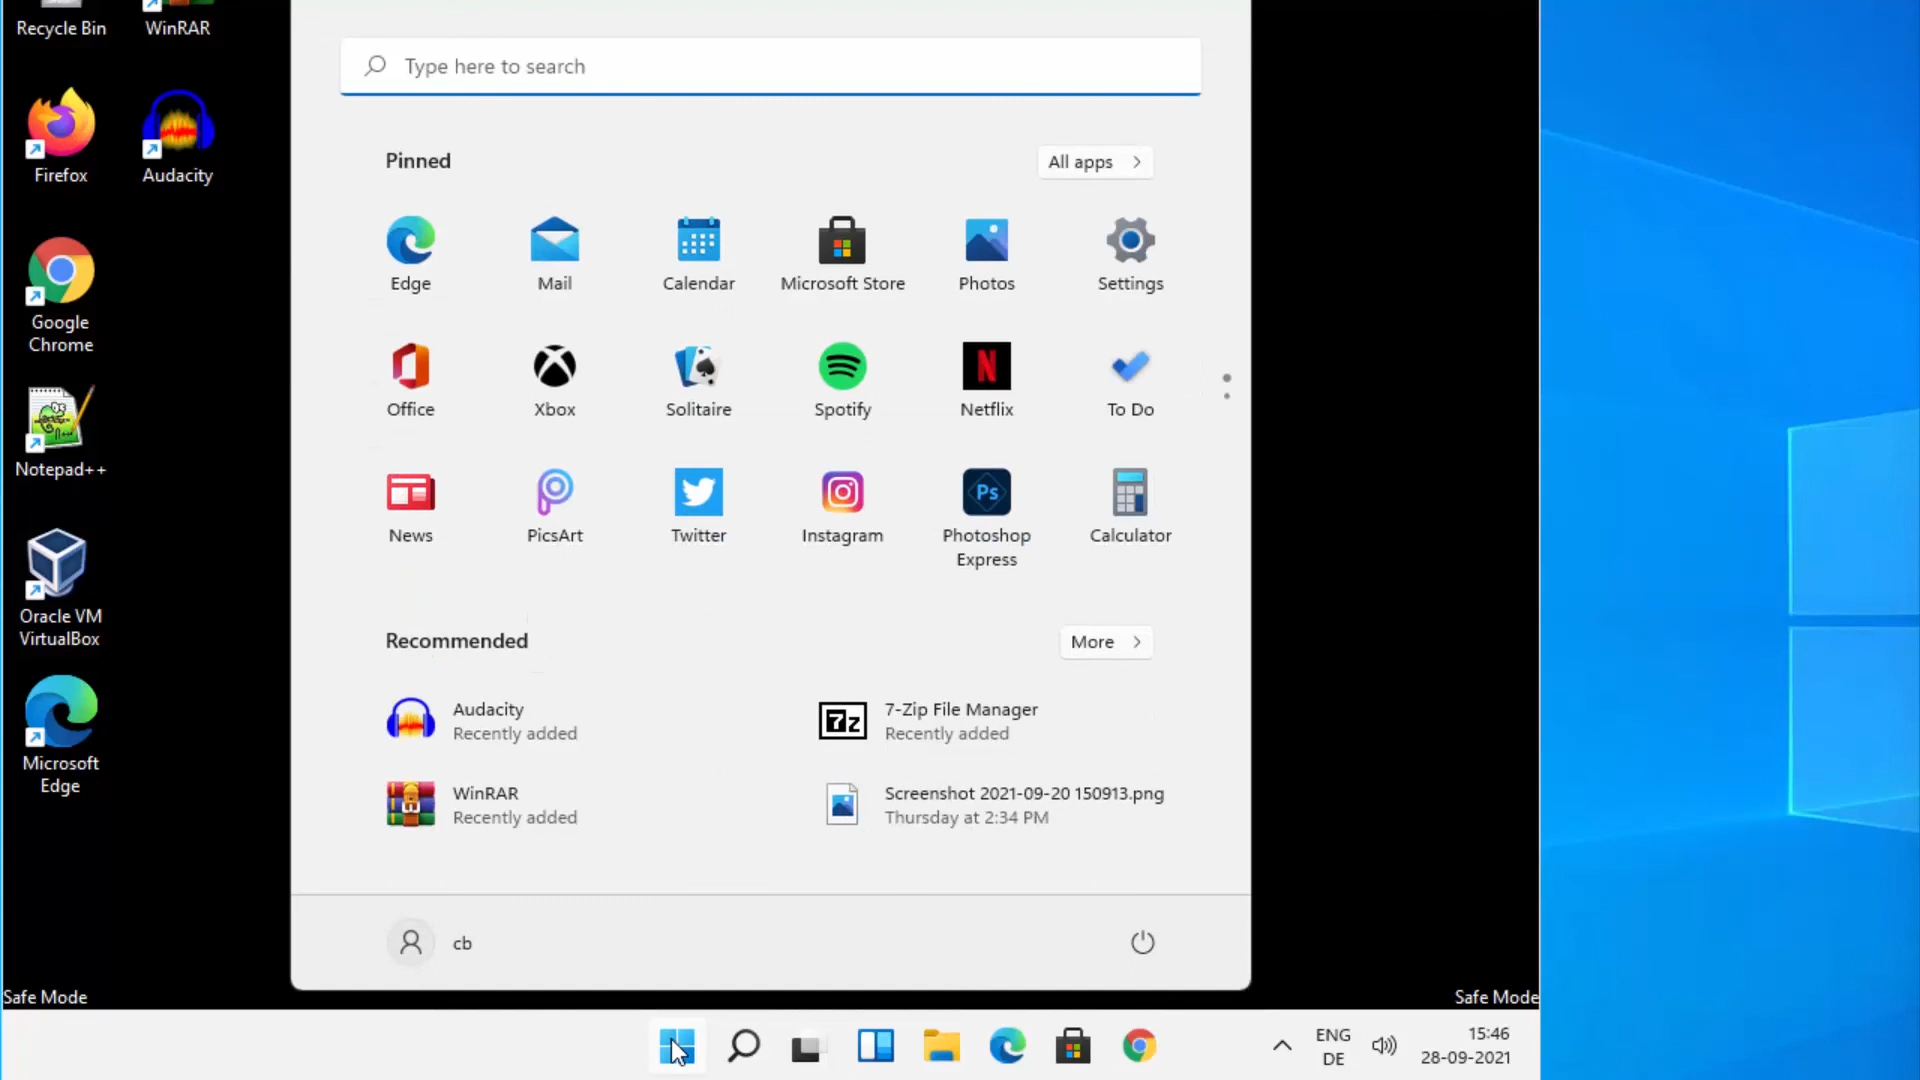 Recycle Bin
WinRAR
Type here to search
Firefox
Audacity
Pinned
All apps
Edge
Mail
Calendar
Microsoft Store
Photos
Settings
Google
Chrome
Office
Xbox
Solitaire
Spotify
Netflix
To Do
Notepad++
News
PicsArt
Twitter
Instagram
Ps
Photoshop
Express
Calculator
Oracle VM
VirtualBox
Recommended
More
Audacity
Recently added
7z
7-Zip File Manager
Recently added
Microsoft
Edge
WinRAR
Recently added
Screenshot 2021-09-20 150913.png
Thursday at 2:34 PM
cb
Safe Mode
Safe Mode
ENG
DE
15:46
28-09-2021